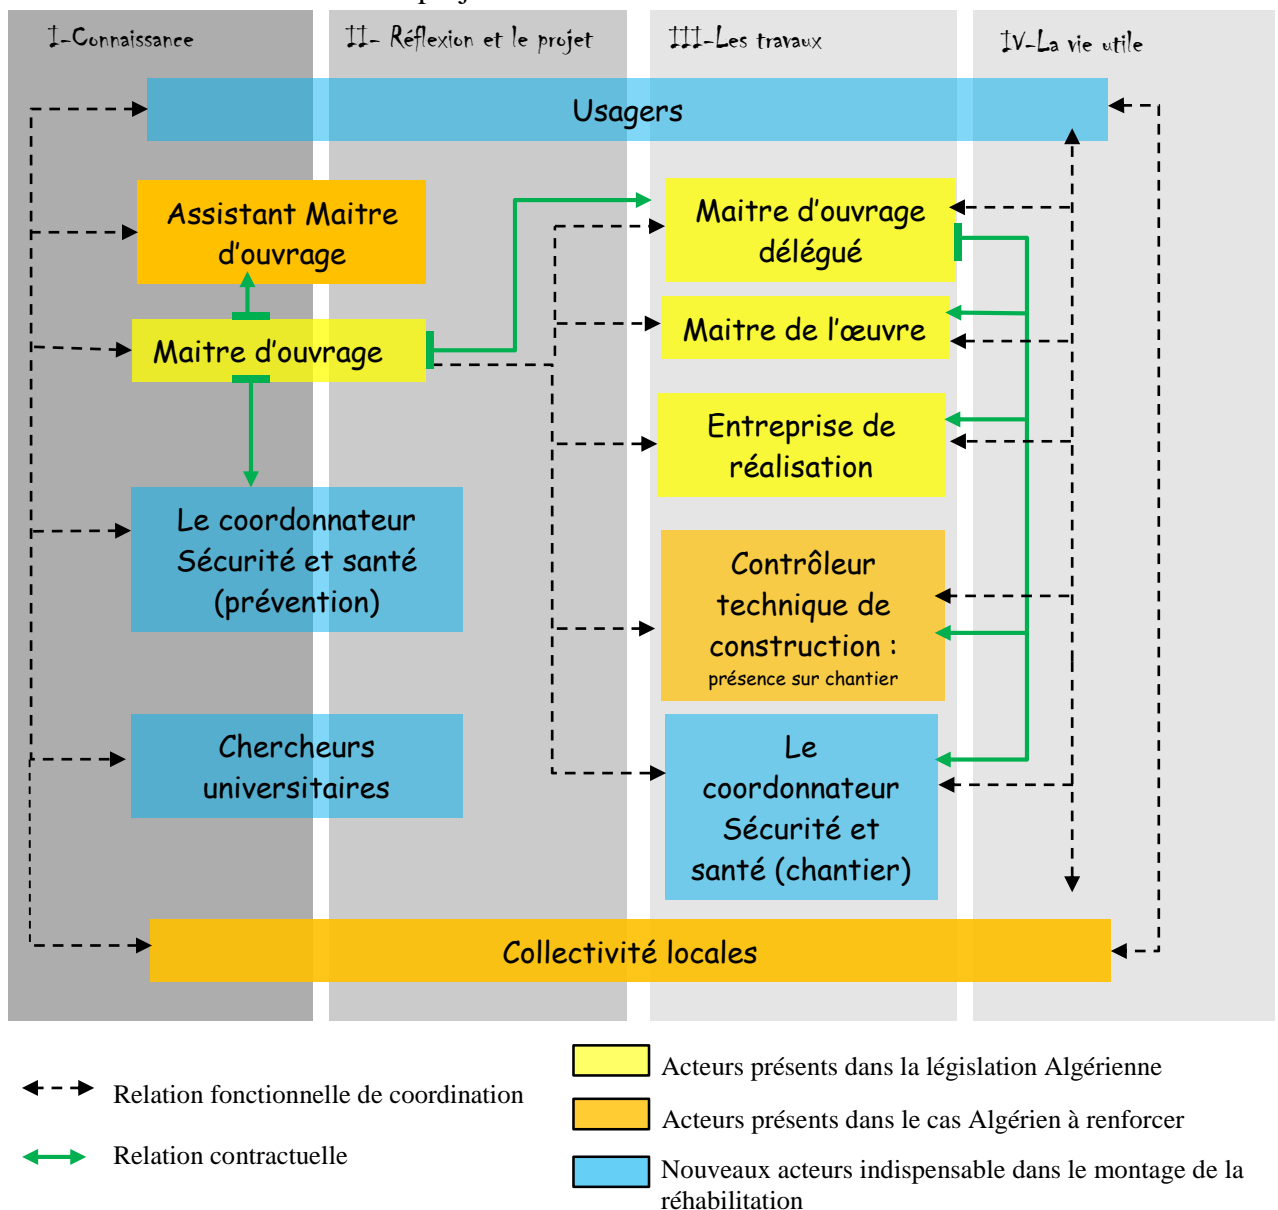 projet
I-Connaissance
II- Réflexion et le projet
III-Les travaux
IV-La vie utile
Usagers
Assistant Maitre
d'ouvrage
Maitre d'ouvrage
délégué
Maitre d'ouvrage
Maitre de l'œuvre
Entreprise de
réalisation
Le coordonnateur
Sécurité et santé
(prévention)
Contrôleur
technique de
construction :
présence sur chantier
Chercheurs
universitaires
Le
coordonnateur
Sécurité et
santé (chantier)
Collectivité locales
Relation fonctionnelle de coordination
Relation contractuelle
Acteurs présents dans la législation Algérienne
Acteurs présents dans le cas Algérien à renforcer
Nouveaux acteurs indispensable dans le montage de la
réhabilitation